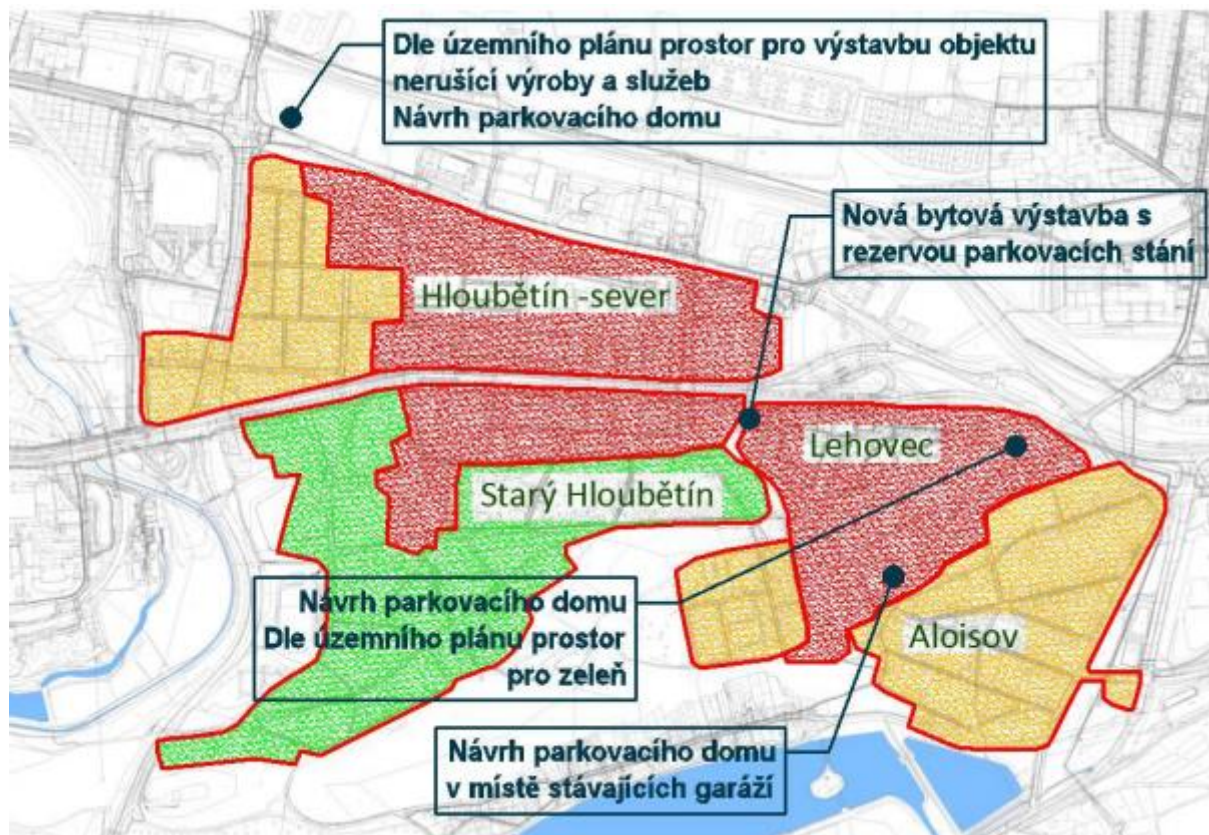 Dle územního plánu prostor pro výstavbu objektu
nerušící výroby a služeb
Návrh parkovacího domu
Nová bytová výstavba s
rezervou parkovacích stání
Hloubětín -sever
Lehovec
Starý Hloubětín
Návrh parkovacího domu
Dle územního plánu prostor
pro zeleň
Aloisov
Návrh parkovacího domu
v místě stávajících garáží